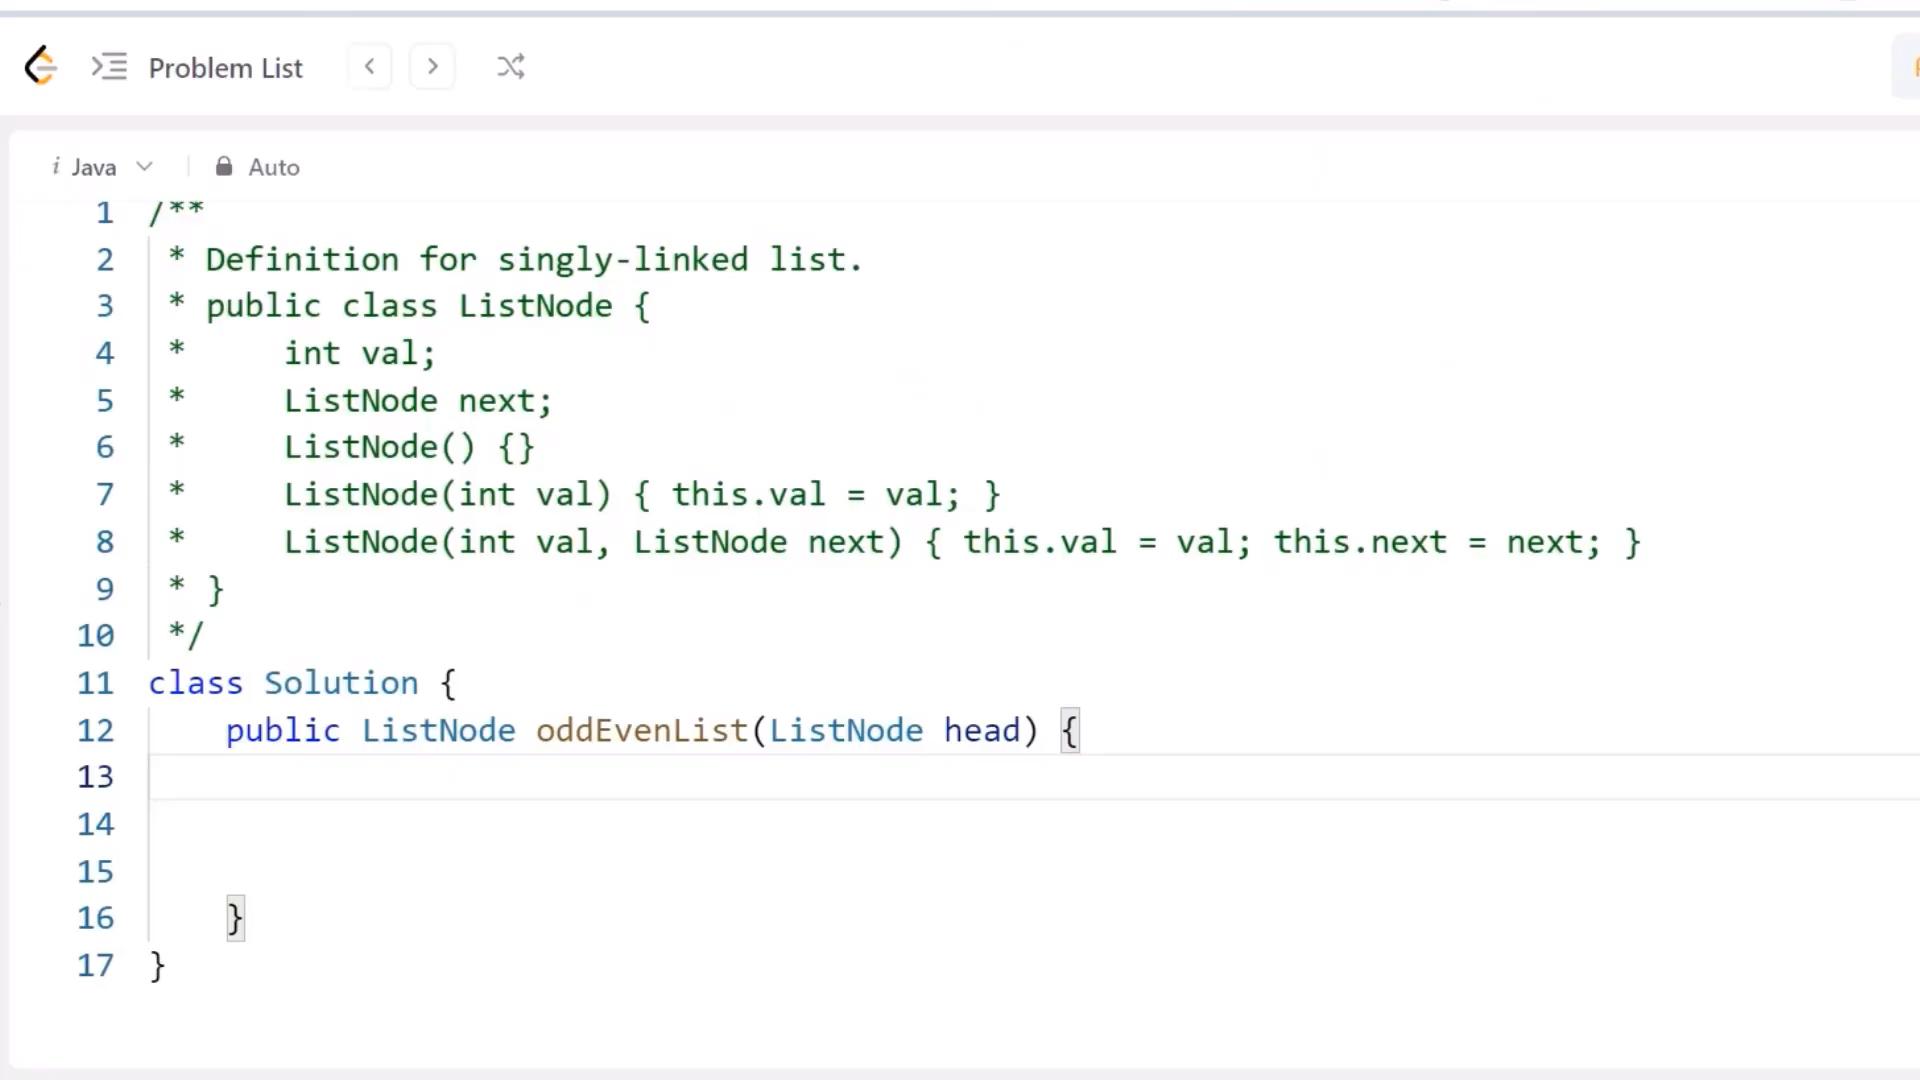 Problem List
Java Auto
1 /**
2 * Definition for singly-linked list.
3 * public class ListNode {
4 *     int val;
5 *     ListNode next;
6 *     ListNode() {}
7 *     ListNode(int val) { this.val = val; }
8 *     ListNode(int val, ListNode next) { this.val = val; this.next = next; }
9 * }
10 */
11 class Solution {
12     public ListNode oddEvenList(ListNode head) {
13
14
15
16     }
17 }